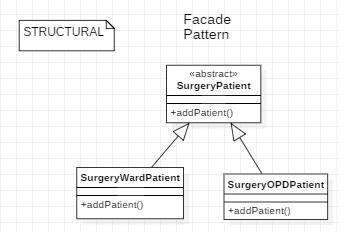 STRUCTURAL
Facade
Pattern
«abstract»
SurgeryPatient
+addPatient()
SurgeryWardPatient
+addPatient()
SurgeryOPDPatient
+addPatient()